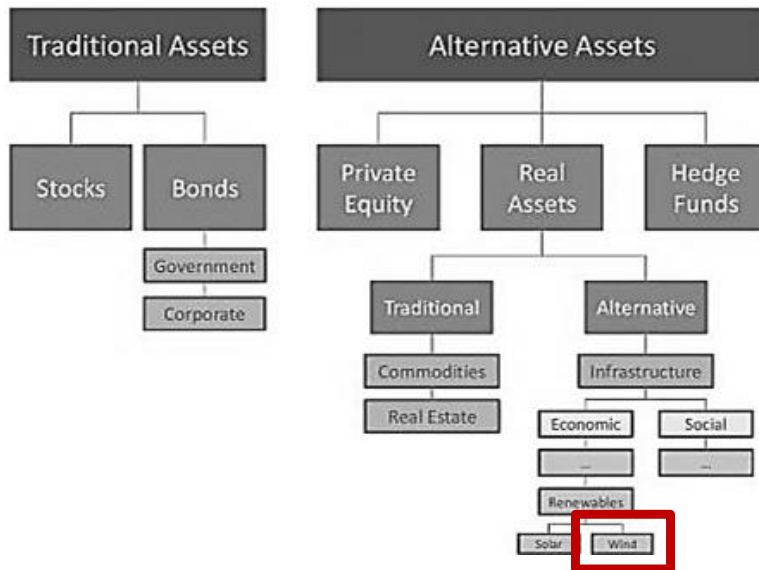 Traditional Assets
Alternative Assets
Stocks
Bonds
Private
Equity
Real
Assets
Hedge
Funds
Government
Corporate
Traditional
Alternative
Commodities
Real Estate
Infrastructure
Economic
Social
...
...
Renewables
Solar
Wind